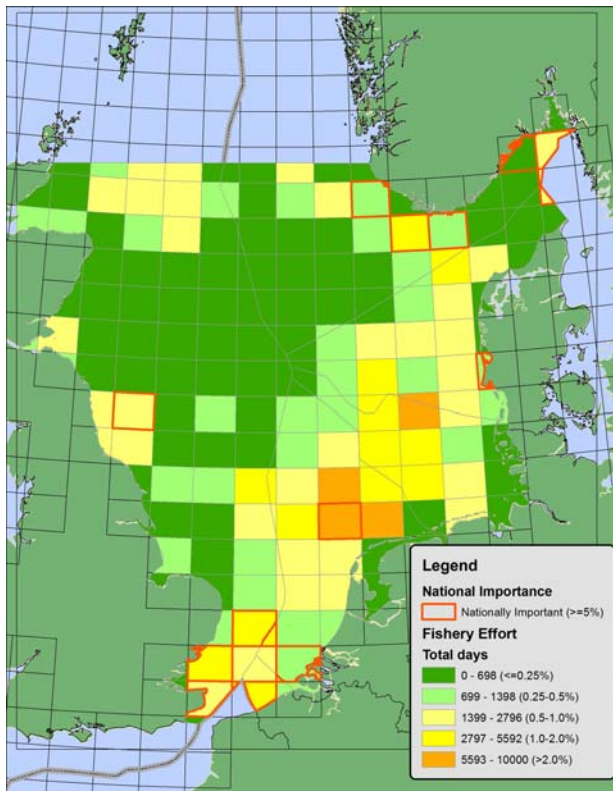 Legend
National Importance
Nationally Important (>=5%)
Fishery Effort
Total days
0 - 698 (<=0.25%)
699 - 1398 (0.25-0.5%)
1399 - 2796 (0.5-1.0%)
2797 - 5592 (1.0-2.0%)
5593 - 10000 (>2.0%)